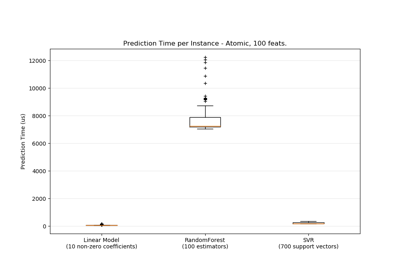 Prediction Time per Instance - Atomic, 100 feats.
Prediction Time (us)
12000
10000
8000
6000
4000
2000
0
Linear Model
(10 non-zero coefficients)
RandomForest
(100 estimators)
SVR
(700 support vectors)